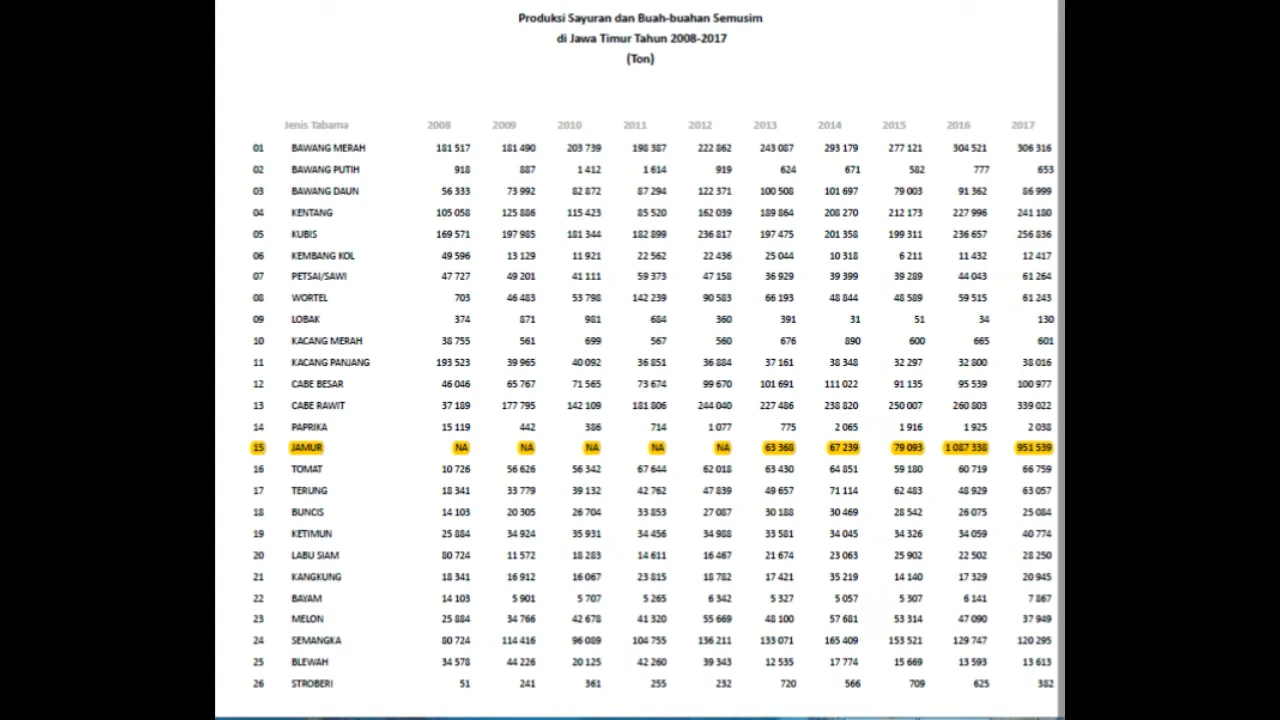 Produksi Sayuran dan Buah-buahan Semusim
di Jawa Timur Tahun 2008-2017
(Ton)
Jenis Tabama 2008 2009 2010 2011 2012 2013 2014 2015 2016 2017
01 BAWANG MERAH 181 517 181 490 203 739 198 387 222 862 243 087 293 179 277 121 304 521 306 316
02 BAWANG PUTIH 918 887 1 412 1 614 919 624 671 582 777 653
03 BAWANG DAUN 56 333 73 992 82 872 87 294 122 371 100 508 101 697 79 003 91 362 86 999
04 KENTANG 105 058 125 886 115 423 85 520 162 039 189 864 208 270 212 173 227 996 241 180
05 KUBIS 169 571 197 985 181 344 182 899 236 817 197 475 201 358 199 311 236 657 256 836
06 KEMBANG KOL 49 596 13 129 11 921 22 562 22 436 25 044 10 318 6 211 11 432 12 417
07 PETSAI/SAWI 47 727 49 201 41 111 59 373 47 158 36 929 39 399 39 289 44 043 61 264
08 WORTEL 703 46 483 53 798 142 239 90 583 66 193 48 844 48 589 59 515 61 243
09 LOBAK 374 871 981 684 360 391 31 51 34 130
10 KACANG MERAH 38 755 561 699 567 560 676 890 600 665 601
11 KACANG PANJANG 193 523 39 965 40 092 36 851 36 884 37 161 38 348 32 297 32 800 38 016
12 CABE BESAR 46 046 65 767 71 565 73 674 99 670 101 691 111 022 91 135 95 539 100 977
13 CABE RAWIT 37 189 177 795 142 109 181 806 244 040 227 486 238 820 250 007 260 803 339 022
14 PAPRIKA 15 119 442 386 714 1 077 775 2 065 1 916 1 925 2 038
15 JAMUR NA NA NA NA NA 63 368 67 239 79 093 1 087 338 951 539
16 TOMAT 10 726 56 626 56 342 67 644 62 018 63 430 64 851 59 180 60 719 66 759
17 TERUNG 18 341 33 779 39 132 42 762 47 839 49 657 71 114 62 483 48 929 63 057
18 BUNCIS 14 103 20 305 26 704 33 853 27 087 30 188 30 469 28 542 26 075 25 084
19 KETIMUN 25 884 34 924 35 931 34 456 34 988 33 581 34 045 34 326 34 059 40 774
20 LABU SIAM 80 724 11 572 18 283 14 611 16 467 21 674 23 063 25 902 22 502 28 250
21 KANGKUNG 18 341 16 912 16 067 23 815 18 782 17 421 35 219 14 140 17 329 20 945
22 BAYAM 14 103 5 901 5 707 5 265 6 342 5 327 5 057 5 307 6 141 7 867
23 MELON 25 884 34 766 42 678 41 320 55 669 48 100 57 681 53 314 47 090 37 949
24 SEMANGKA 80 724 114 416 96 089 104 755 136 211 133 071 165 409 153 521 129 747 120 295
25 BLEWAH 34 578 44 226 20 125 42 260 39 343 12 535 17 774 15 669 13 593 13 613
26 STROBERI 51 241 361 255 232 720 566 709 625 382